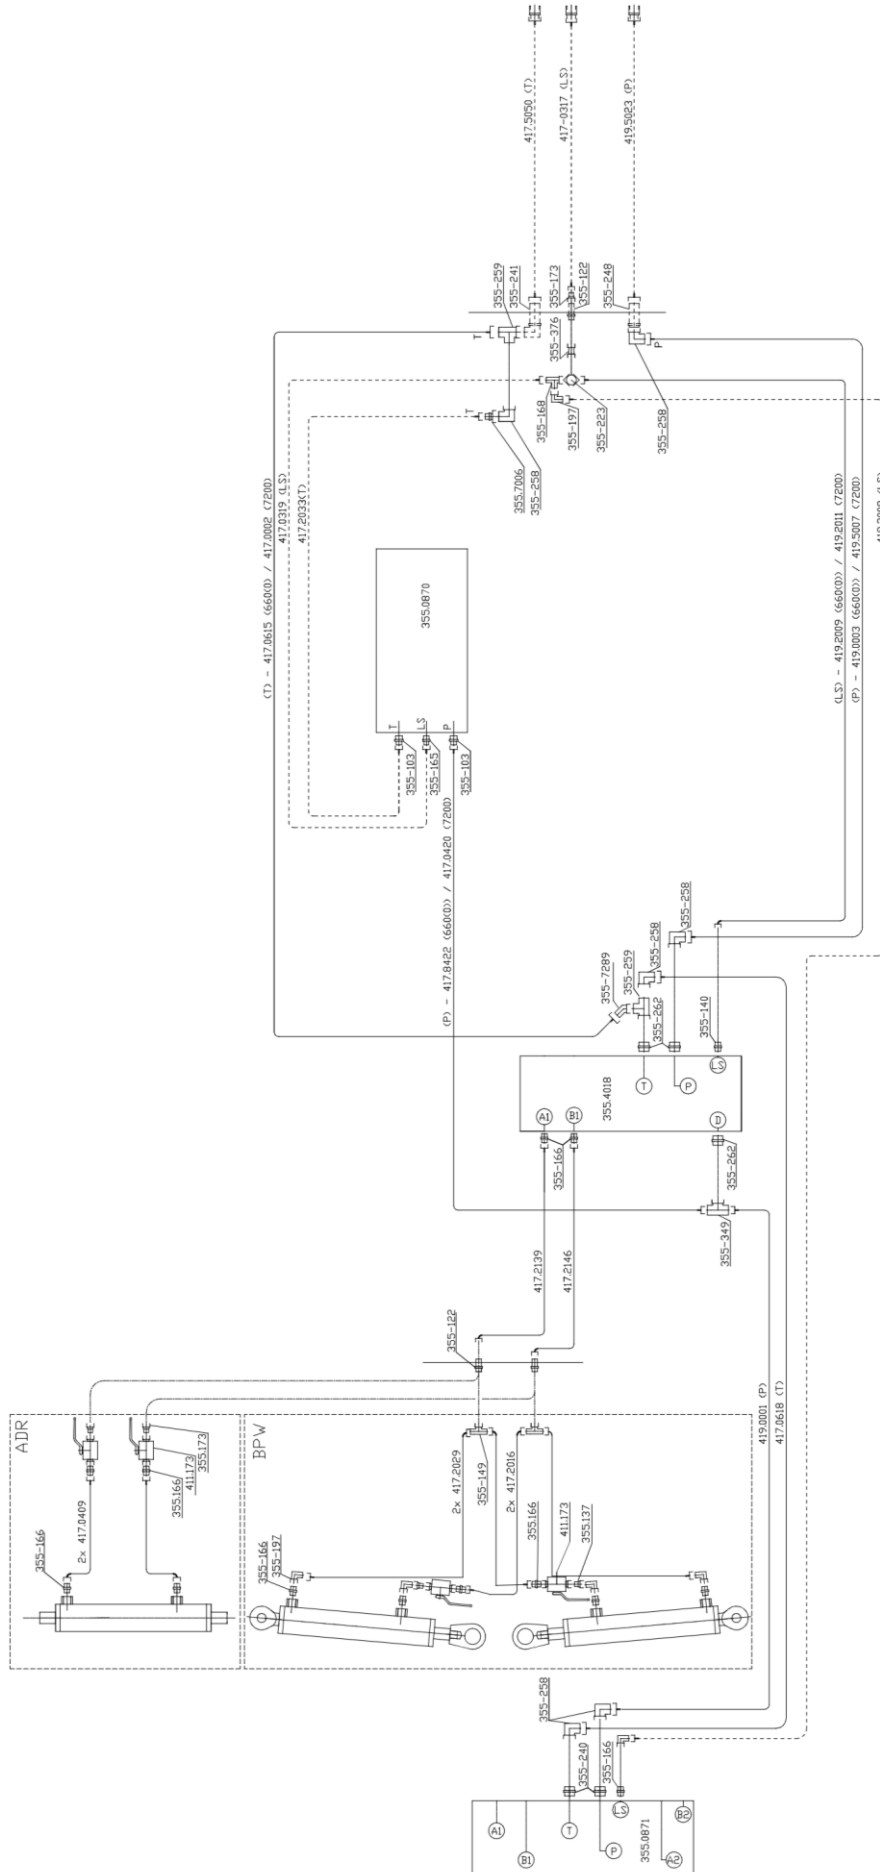 417.5050 (T)
417-0317 (LS)
419.5023 (P)
355-259
355-241
355-173
355-122
355-248
355-376
T
P
T
355-168
355-197
355-223
355-258
355.7006
355-258
(T) - 417.0615 (660(0) / 417.0002 (7200)
417.0319 (LS)
417.2033(T)
355.0870
T
LS
P
355-103
355-165
355-103
(LS) - 419.2009 (660(0)) / 419.2011 (7200)
(P) - 419.0003 (660(0)) / 419.5007 (7200)
(P) - 417.8422 (660(0)) / 417.0420 (7200)
355-7289
355-259
355-258
355-258
355-262
355-140
355.4018
A1
B1
T
P
LS
D
355-166
355-262
355-349
417.2139
417.2146
355-122
419.0001 (P)
417.0618 (T)
ADR
355.173
411.173
355.166
2x 417.0409
355-166
BPW
2x 417.2029
355-149
2x 417.2016
355.166
411.173
355.137
355-197
355-166
355-258
355-240
355-166
A1
B1
T
P
LS
355.0871
A2
B2